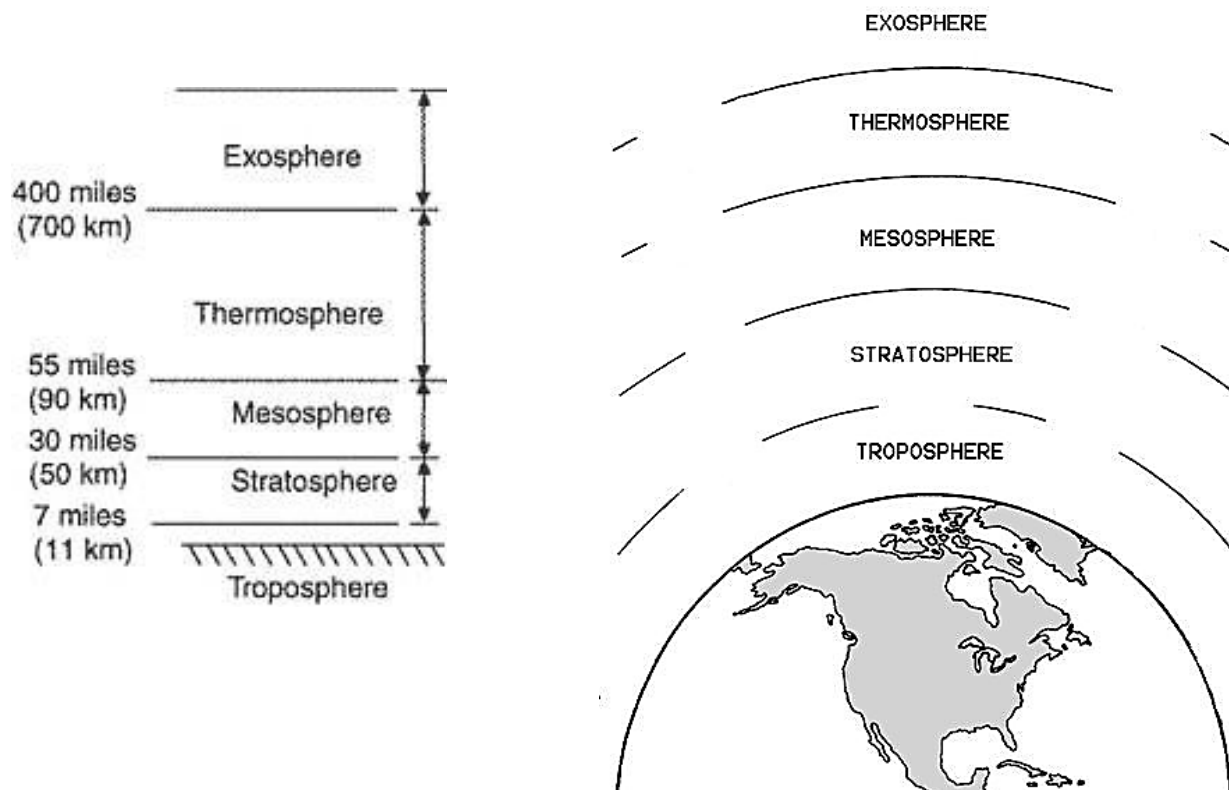 Exosphere
400 miles
(700 km)
Thermosphere
55 miles
(90 km)
Mesosphere
30 miles
(50 km)
Stratosphere
7 miles
(11 km)
Troposphere
EXOSPHERE
THERMOSPHERE
MESOSPHERE
STRATOSPHERE
TROPOSPHERE